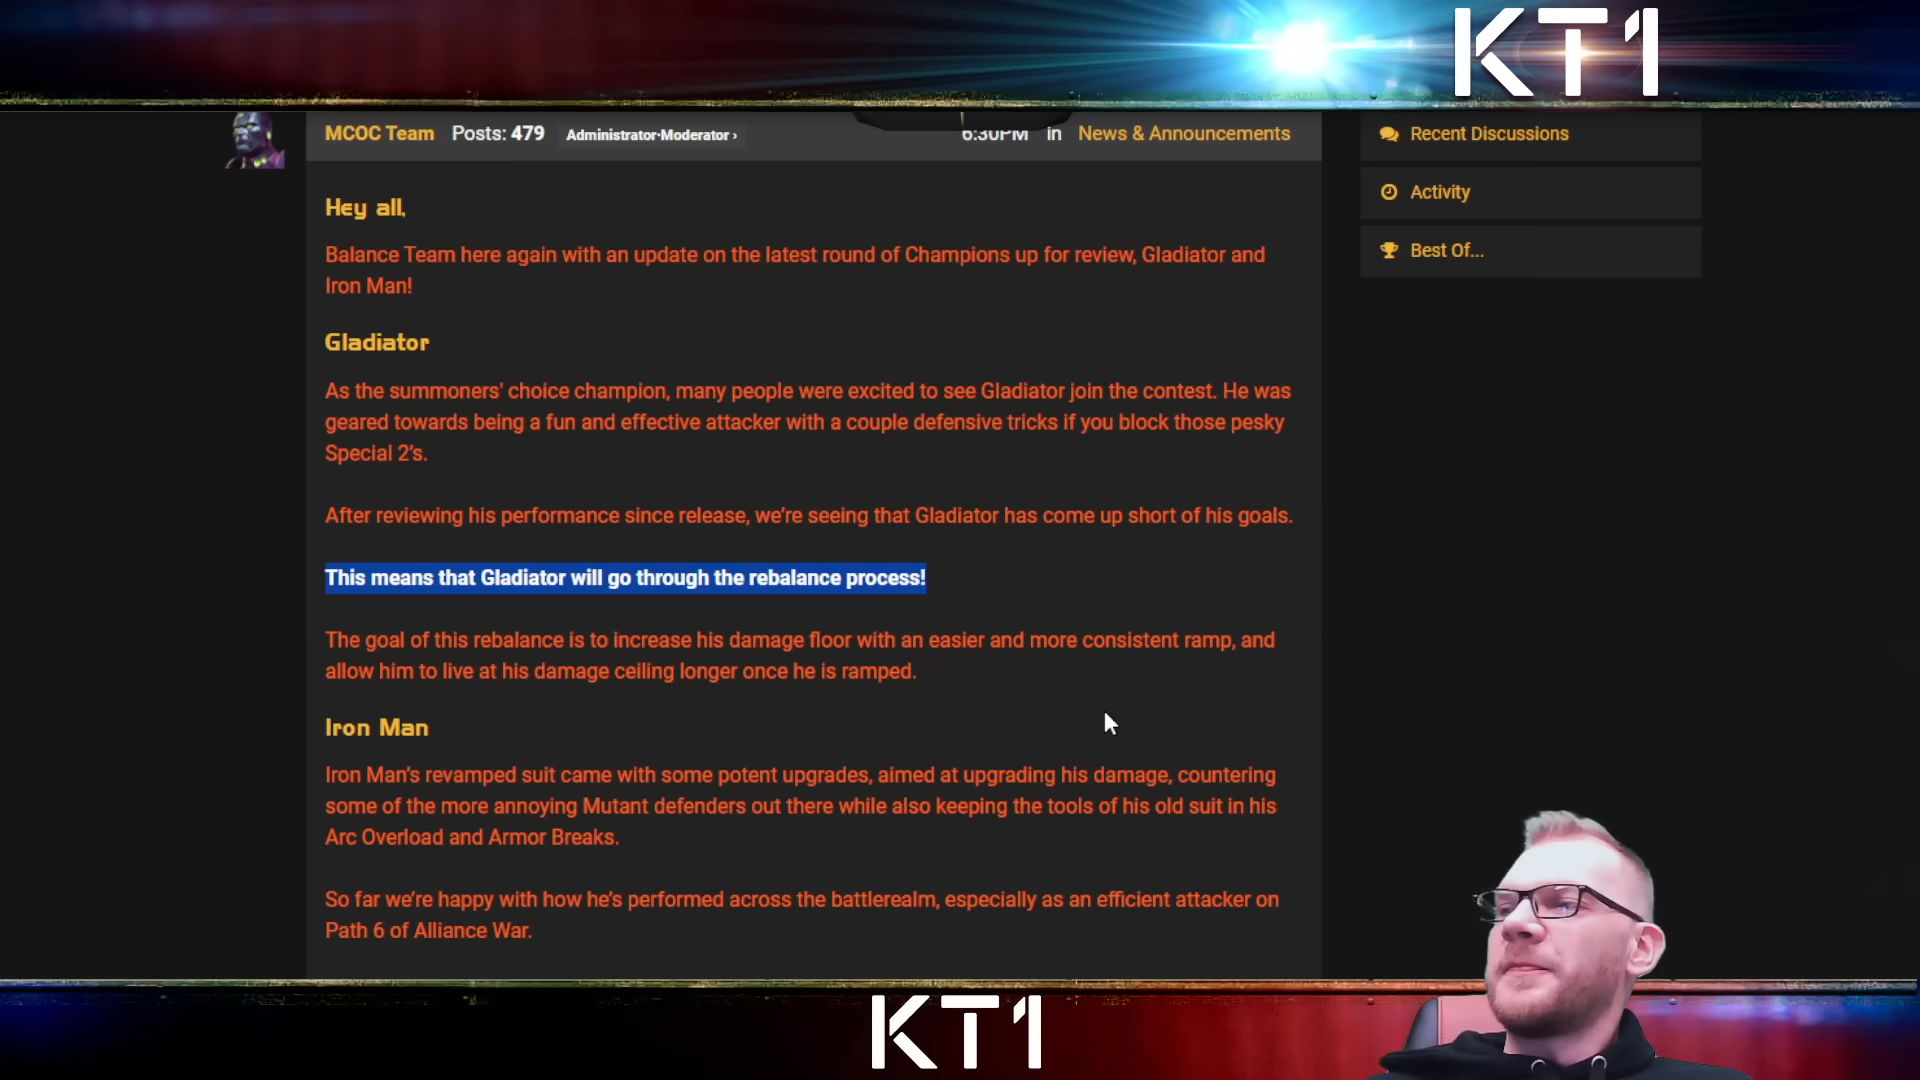 KT1
MCOC Team Posts: 479 Administrator-Moderator › 6:30PM in News & Announcements
Recent Discussions
Activity
Best Of...
Hey all,
Balance Team here again with an update on the latest round of Champions up for review, Gladiator and
Iron Man!
Gladiator
As the summoners' choice champion, many people were excited to see Gladiator join the contest. He was
geared towards being a fun and effective attacker with a couple defensive tricks if you block those pesky
Special 2's.
After reviewing his performance since release, we're seeing that Gladiator has come up short of his goals.
This means that Gladiator will go through the rebalance process!
The goal of this rebalance is to increase his damage floor with an easier and more consistent ramp, and
allow him to live at his damage ceiling longer once he is ramped.
Iron Man
Iron Man's revamped suit came with some potent upgrades, aimed at upgrading his damage, countering
some of the more annoying Mutant defenders out there while also keeping the tools of his old suit in his
Arc Overload and Armor Breaks.
So far we're happy with how he's performed across the battlerealm, especially as an efficient attacker on
Path 6 of Alliance War.
KT1